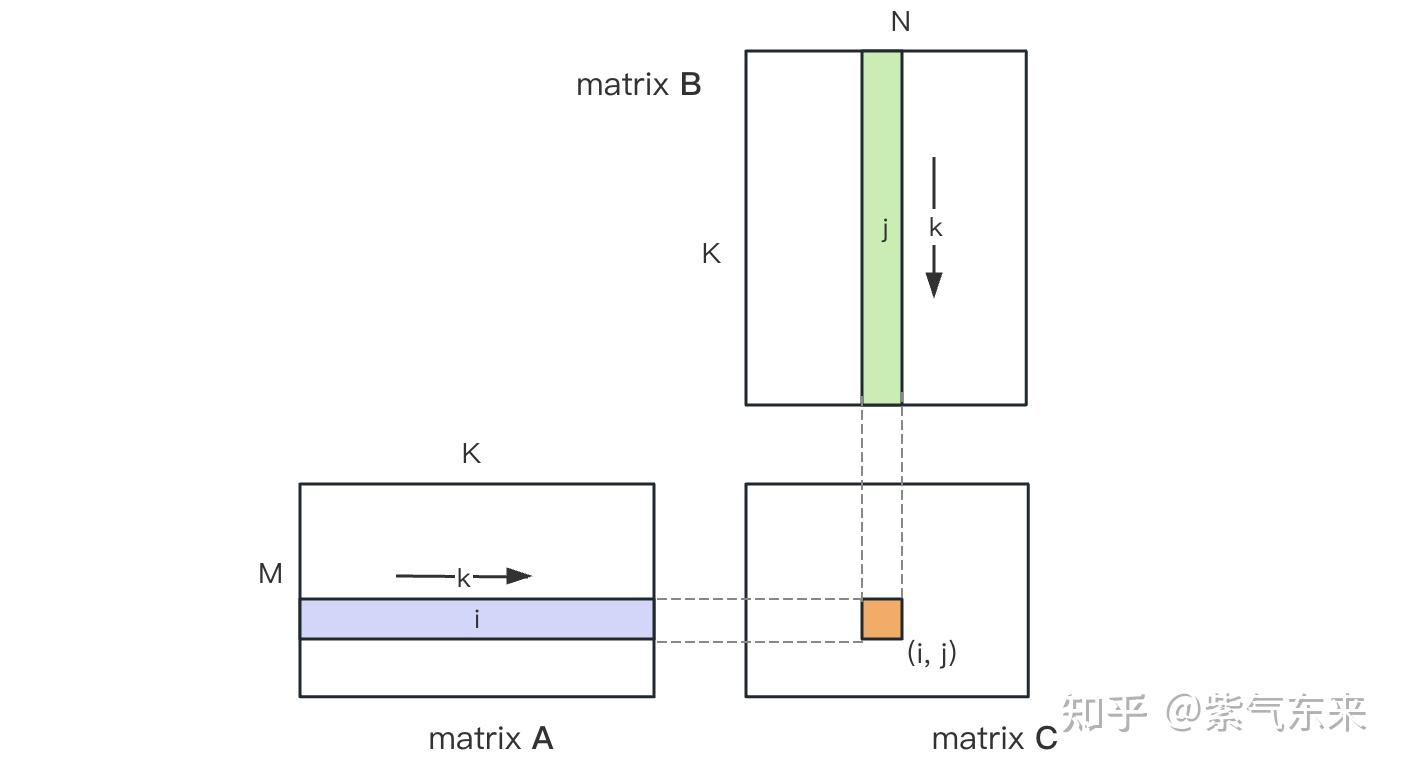 N
matrix B
j
k
K
K
M
k
i
(i, j)
matrix A
matrix C
知乎 @紫气东来